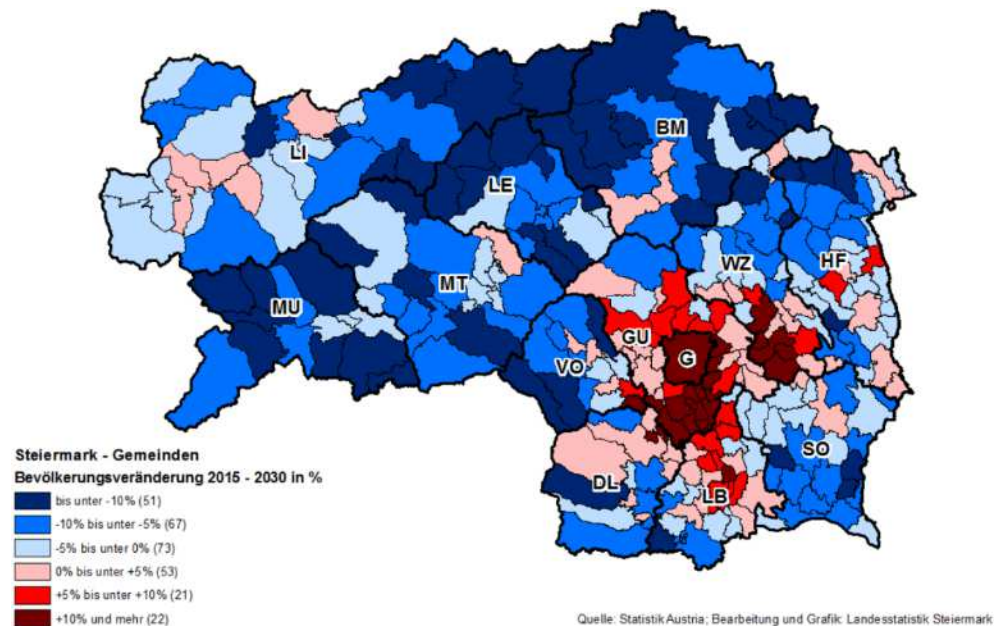 BM
LI
LE
WZ
HF
MT
MU
GU
G
VO
SO
DL
LB
Steiermark - Gemeinden
Bevölkerungsveränderung 2015 - 2030 in %
bis unter -10% (51)
-10% bis unter -5% (67)
-5% bis unter 0% (73)
0% bis unter +5% (53)
+5% bis unter +10% (21)
+10% und mehr (22)
Quelle: Statistik Austria; Bearbeitung und Grafik: Landesstatistik Steiermark